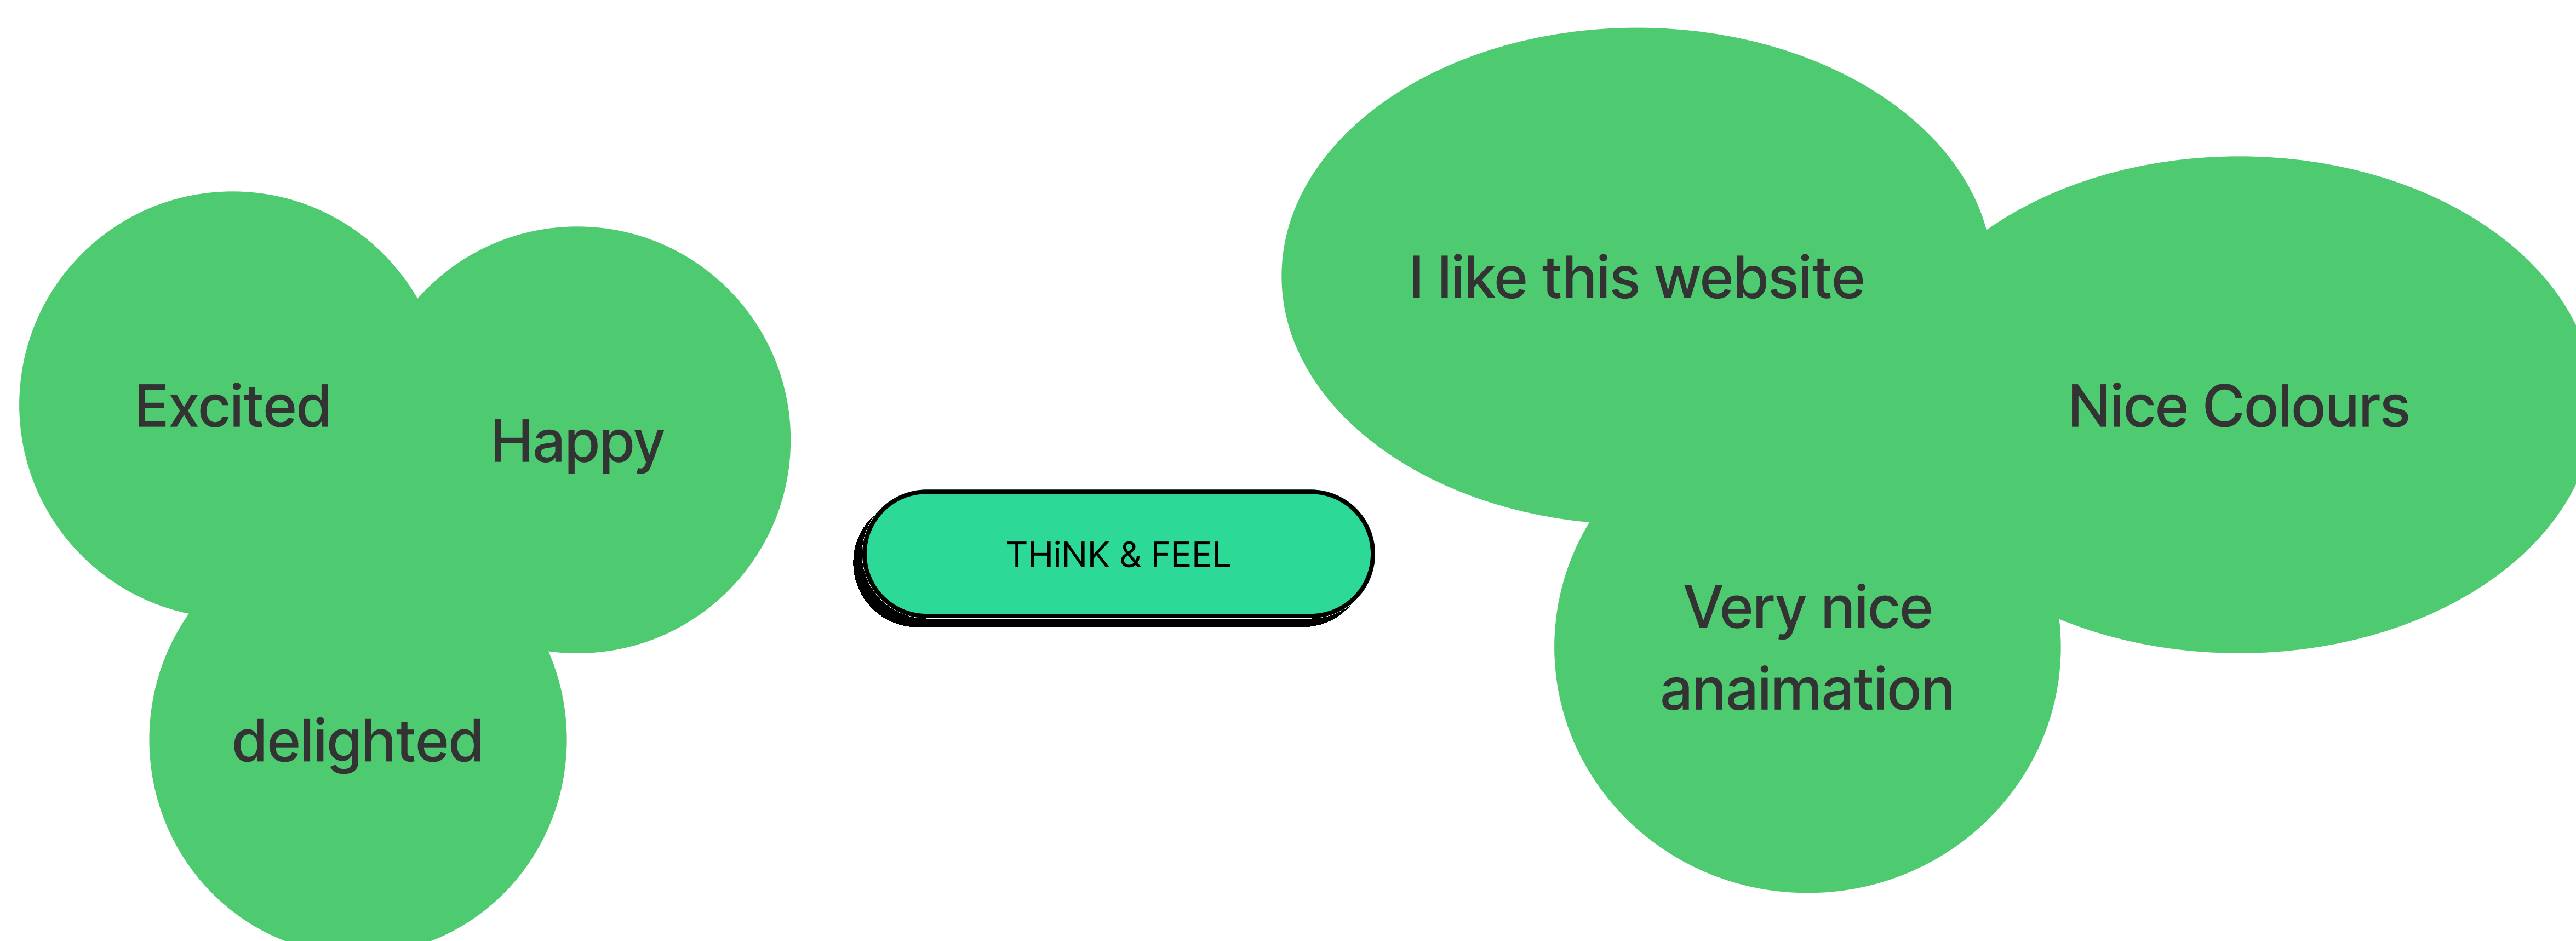 Excited
Happy
delighted
THiNK & FEEL
I like this website
Nice Colours
Very nice
anaimation